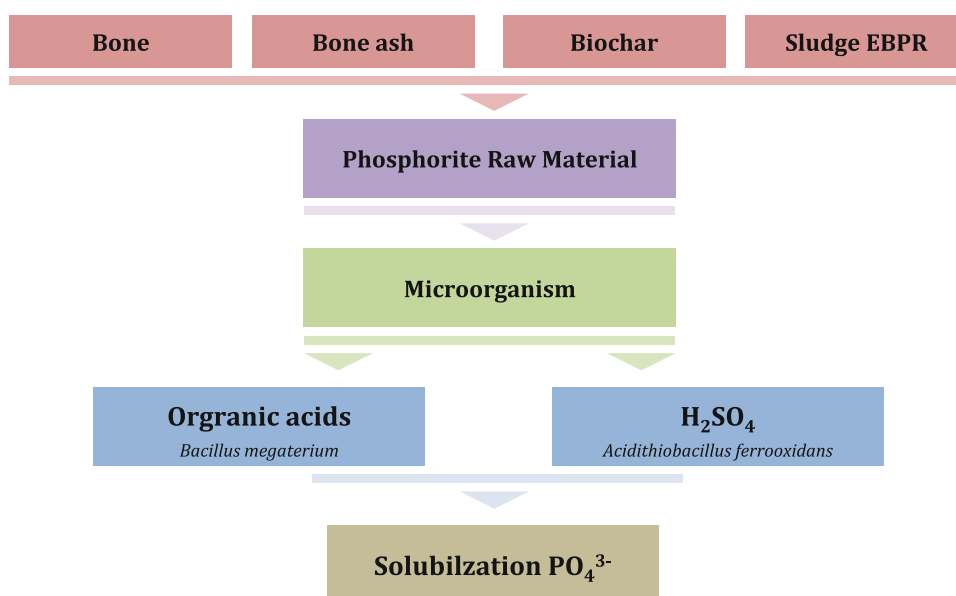 Bone
Bone ash
Biochar
Sludge EBPR
Phosphorite Raw Material
Microorganism
Orgranic acids
Bacillus megaterium
H₂SO₄
Acidithiobacillus ferrooxidans
Solubilzation PO₄³⁻